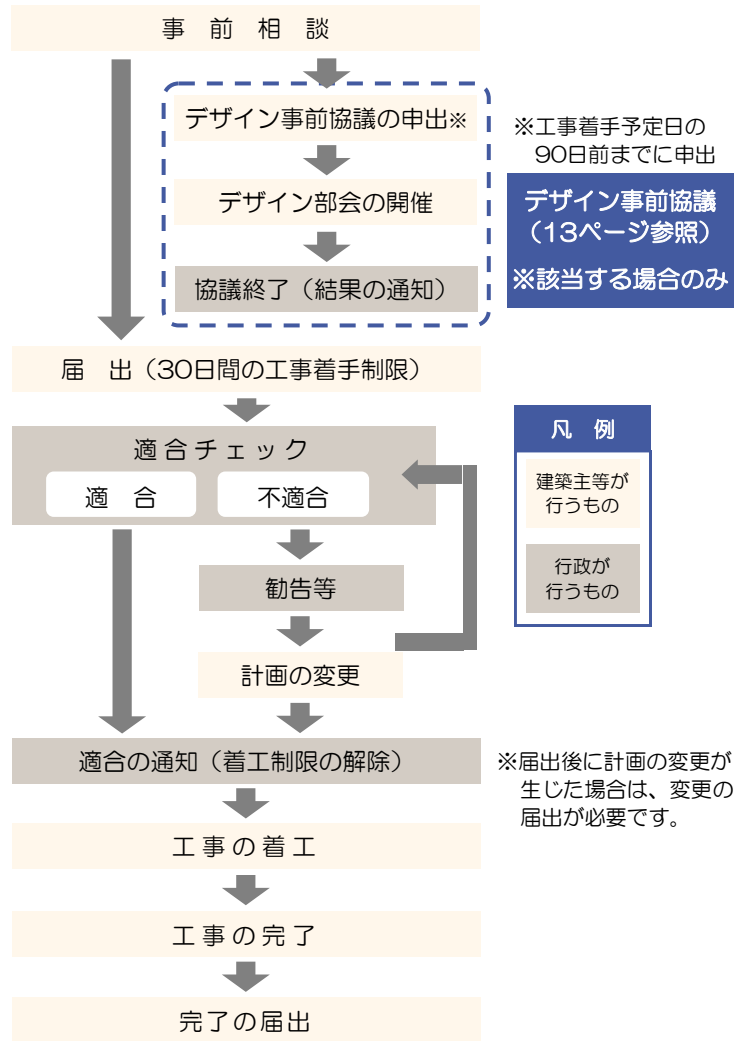 事前相談
デザイン事前協議の申出※
※工事着手予定日の
90日前までに申出
デザイン部会の開催
デザイン事前協議
（13ページ参照）
※該当する場合のみ
協議終了（結果の通知）
届 出（30日間の工事着手制限）
適合チェック
適 合
不適合
凡 例
建築主等が
行うもの
行政が
行うもの
勧告等
計画の変更
適合の通知（着工制限の解除）
※届出後に計画の変更が
生じた場合は、変更の
届出が必要です。
工事の着工
工事の完了
完了の届出